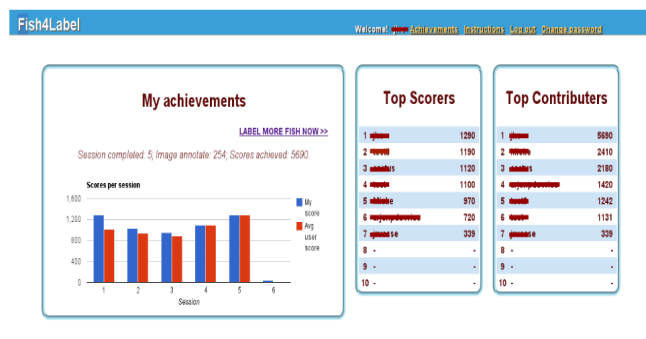 Fish4Label
Welcome! Achievements Instructions Log out Change password
My achievements
LABEL MORE FISH NOW >>
Session completed: 5; Image annotate: 254; Scores achieved: 5690.
Scores per session
1,600
1,200
800
400
0
1 2 3 4 5 6
Session
My
score
Avg
user
score
Top Scorers
1 1290
2 1190
3 1120
4 1100
5 970
6 720
7 339
8 - -
9 - -
10 - -
Top Contributers
1 5690
2 2410
3 2180
4 1420
5 1242
6 1131
7 339
8 - -
9 - -
10 - -